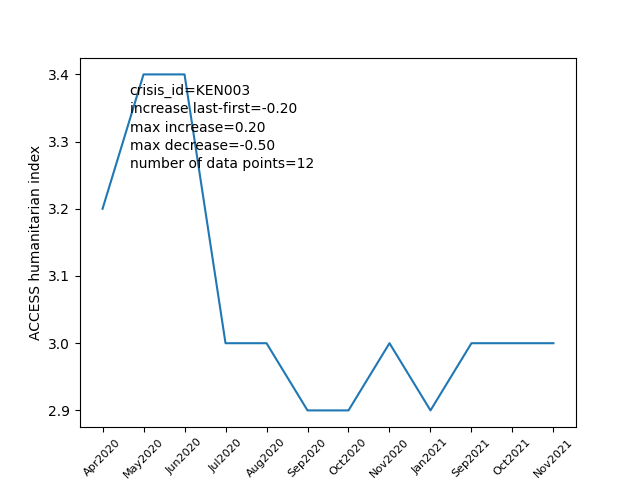 crisis_id=KEN003
increase last-first=-0.20
max increase=0.20
max decrease=-0.50
number of data points=12
ACCESS humanitarian index
3.4
3.3
3.2
3.1
3.0
2.9
Apr2020
May2020
Jun2020
Jul2020
Aug2020
Sep2020
Oct2020
Nov2020
Jan2021
Sep2021
Oct2021
Nov2021